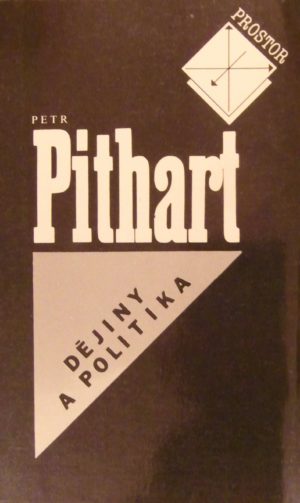 PROSTOR
PETR
Pithart
DĚJINY
A POLITIKA